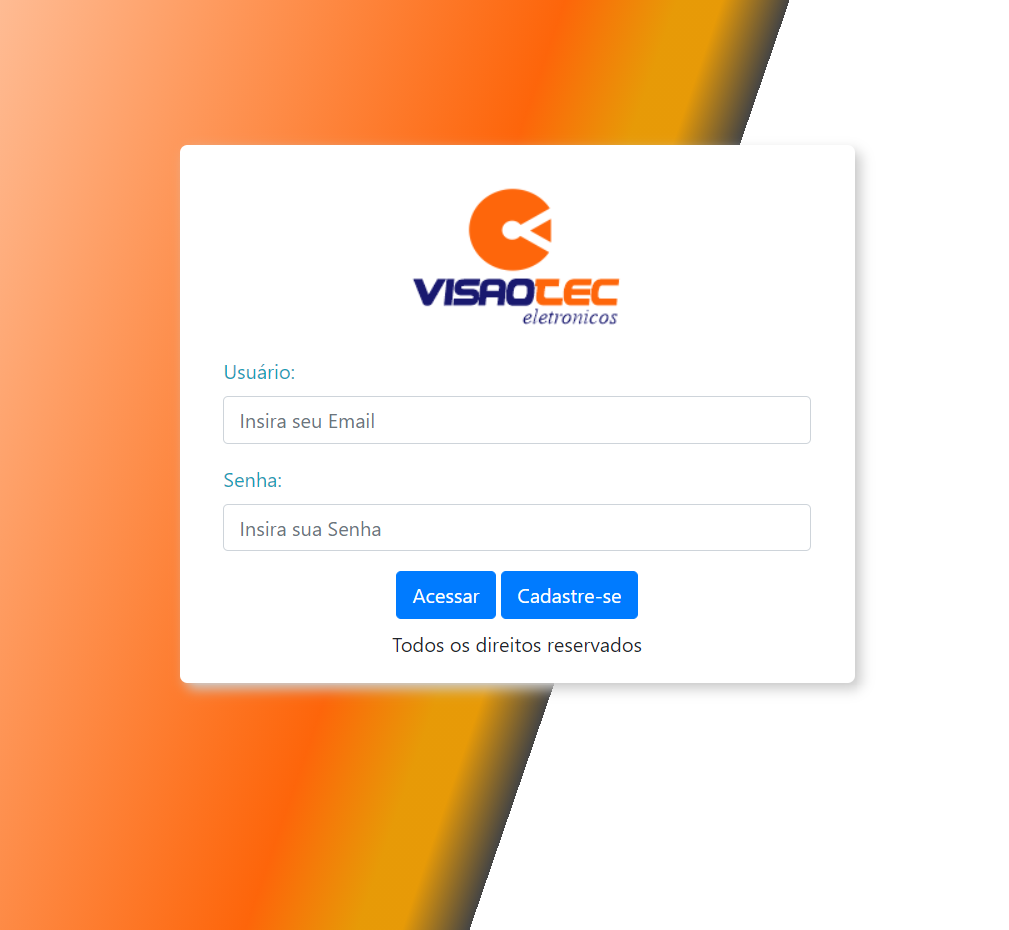 VISAOTEC
eletronicos
Usuário:
Insira seu Email
Senha:
Insira sua Senha
Acessar Cadastre-se
Todos os direitos reservados